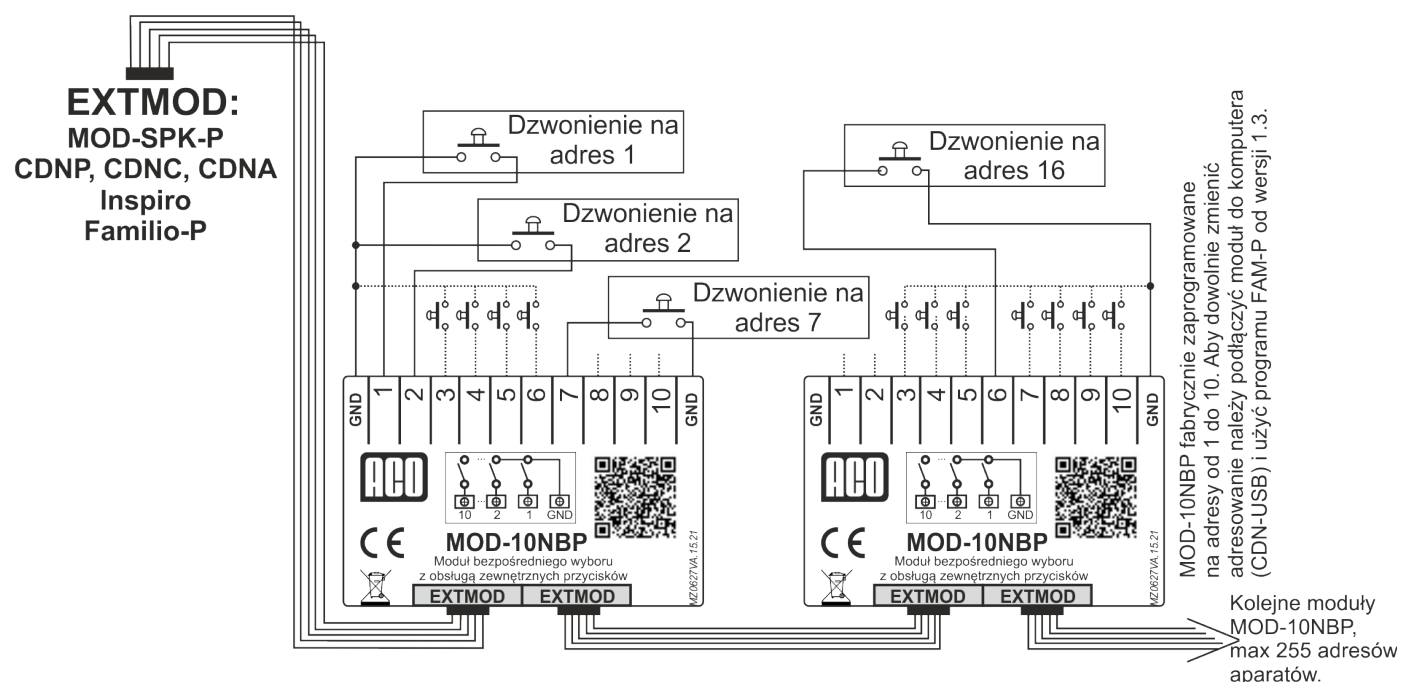 EXTMOD:
MOD-SPK-P
CDNP, CDNC, CDNA
Inspiro
Familio-P
Dzwonienie na
adres 1
Dzwonienie na
adres 2
Dzwonienie na
adres 7
Dzwonienie na
adres 16
GND 1 2 3 4 5 6 7 8 9 10 GND
ACO
10 2 1 GND
CE
MOD-10NBP
Moduł bezpośredniego wyboru
z obsługą zewnętrznych przycisków
EXTMOD EXTMOD
MZ0627VA.15.21
GND 1 2 3 4 5 6 7 8 9 10 GND
ACO
10 2 1 GND
CE
MOD-10NBP
Moduł bezpośredniego wyboru
z obsługą zewnętrznych przycisków
EXTMOD EXTMOD
MZ0627VA.15.21
MOD-10NBP fabrycznie zaprogramowane
na adresy od 1 do 10. Aby dowolnie zmienić
adresowanie należy podłączyć moduł do komputera
(CDN-USB) i użyć programu FAM-P od wersji 1.3.
Kolejne moduły
MOD-10NBP,
max 255 adresów
aparatów.